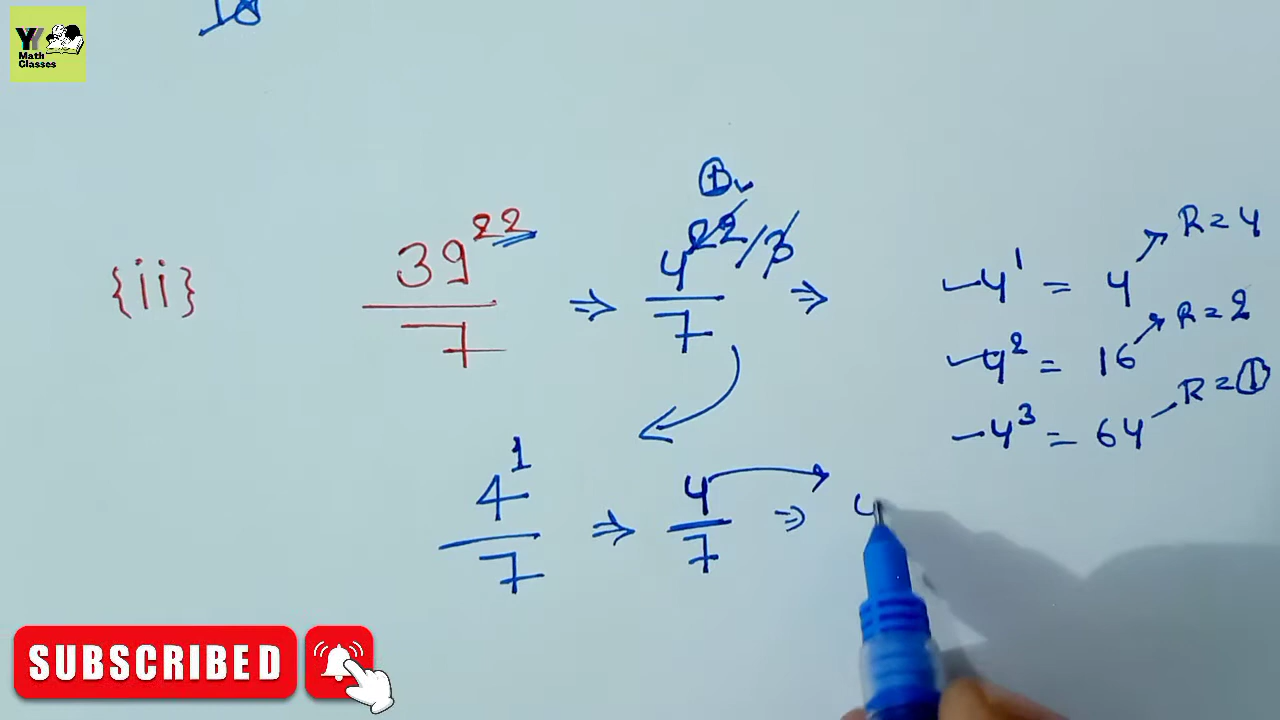 18
YY
Math
Classes
{ii} 39^22/7 ⇒ 4^22/3/7 ⇒
1
-4^1 = 4 → R = 4
-4^2 = 16 → R = 2
-4^3 = 64 - R = 1
4^1/7 ⇒ 4/7 ⇒ 4
SUBSCRIBED